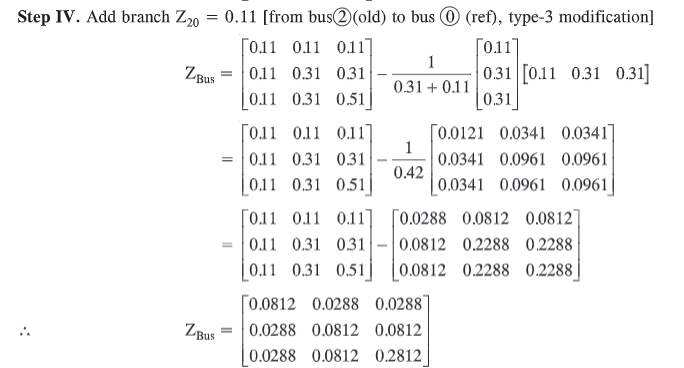 Step IV. Add branch Z₂₀ = 0.11 [from bus②(old) to bus ⓪ (ref), type-3 modification]
Z_Bus = [0.11 0.11 0.11; 0.11 0.31 0.31; 0.11 0.31 0.51] − 1/(0.31 + 0.11) [0.11; 0.31; 0.31] [0.11 0.31 0.31]
= [0.11 0.11 0.11; 0.11 0.31 0.31; 0.11 0.31 0.51] − 1/0.42 [0.0121 0.0341 0.0341; 0.0341 0.0961 0.0961; 0.0341 0.0961 0.0961]
= [0.11 0.11 0.11; 0.11 0.31 0.31; 0.11 0.31 0.51] − [0.0288 0.0812 0.0812; 0.0812 0.2288 0.2288; 0.0812 0.2288 0.2288]
∴ Z_Bus = [0.0812 0.0288 0.0288; 0.0288 0.0812 0.0812; 0.0288 0.0812 0.2812]